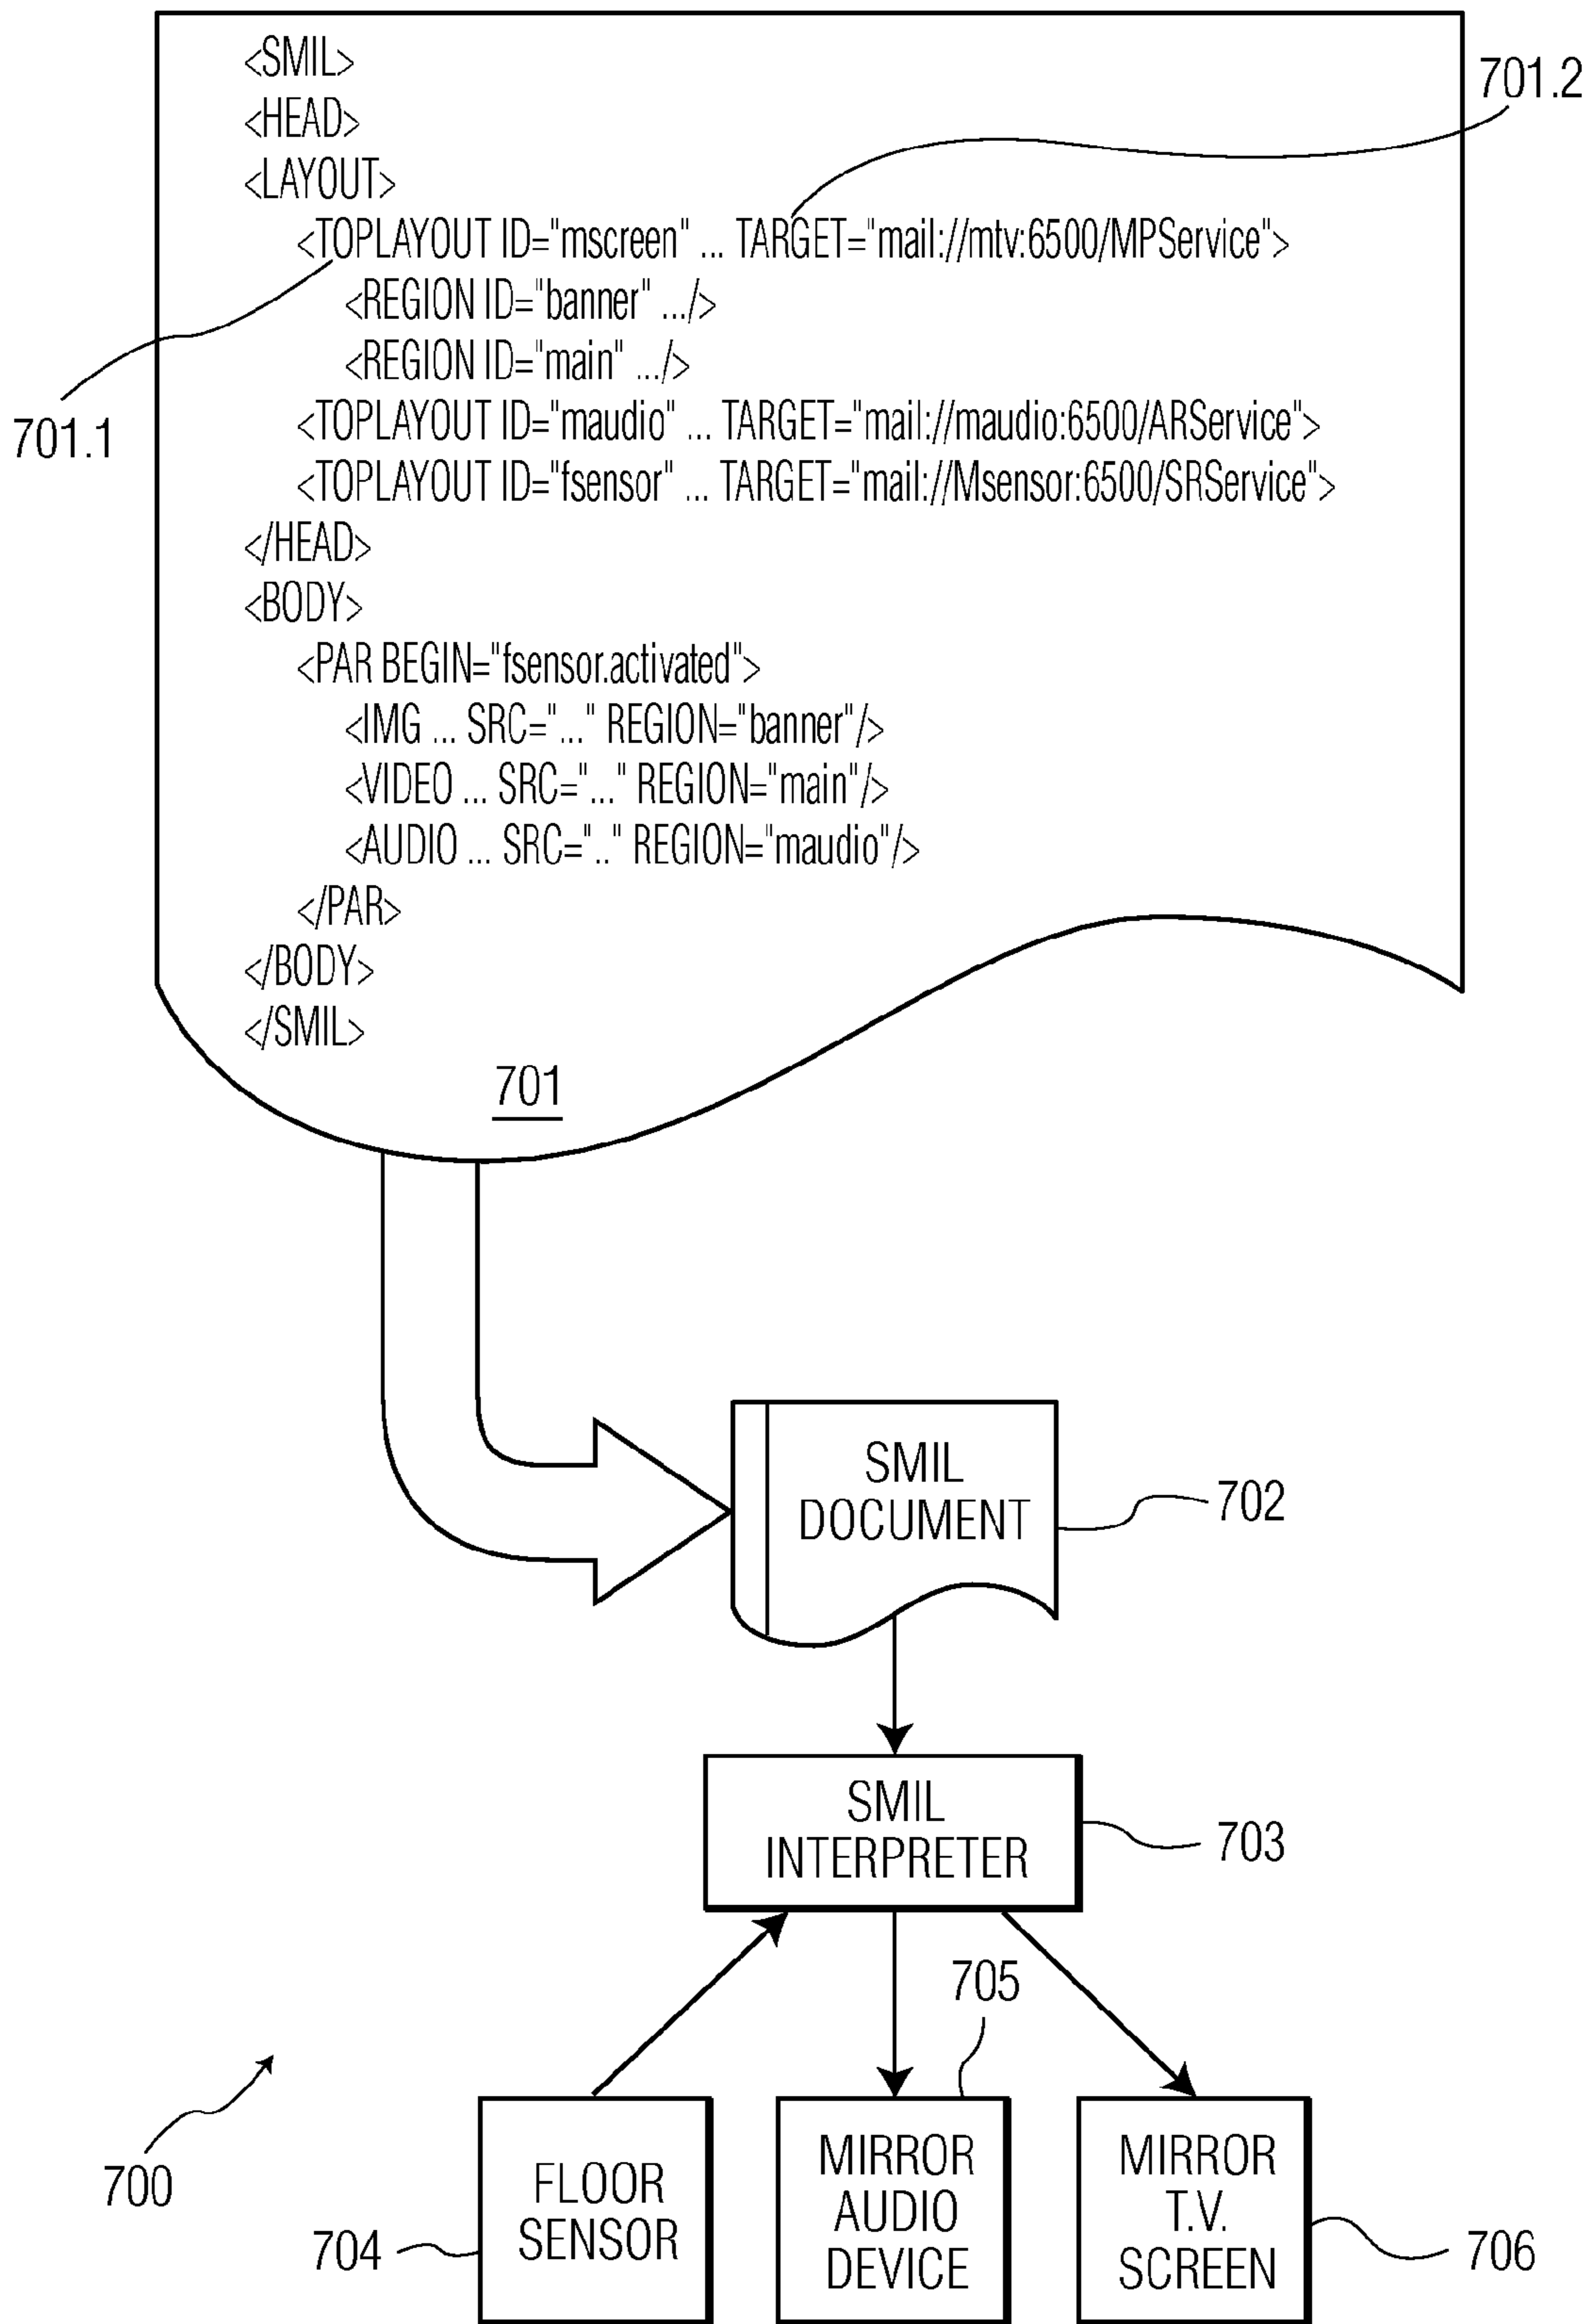 <SMIL>
<HEAD>
<LAYOUT>
<TOPLAYOUT ID="mscreen" ... TARGET="mail://mtv:6500/MPService">
<REGION ID="banner" .../>
<REGION ID="main" .../>
<TOPLAYOUT ID="maudio" ... TARGET="mail://maudio:6500/ARService">
<TOPLAYOUT ID="fsensor" ... TARGET="mail://Msensor:6500/SRService">
</HEAD>
<BODY>
<PAR BEGIN="fsensor.activated">
<IMG ... SRC="..." REGION="banner"/>
<VIDEO ... SRC="..." REGION="main"/>
<AUDIO ... SRC=".." REGION="maudio"/>
</PAR>
</BODY>
</SMIL>
701
701.1
701.2
SMIL
DOCUMENT
702
SMIL
INTERPRETER
703
705
700
FLOOR
SENSOR
704
MIRROR
AUDIO
DEVICE
MIRROR
T.V.
SCREEN
706